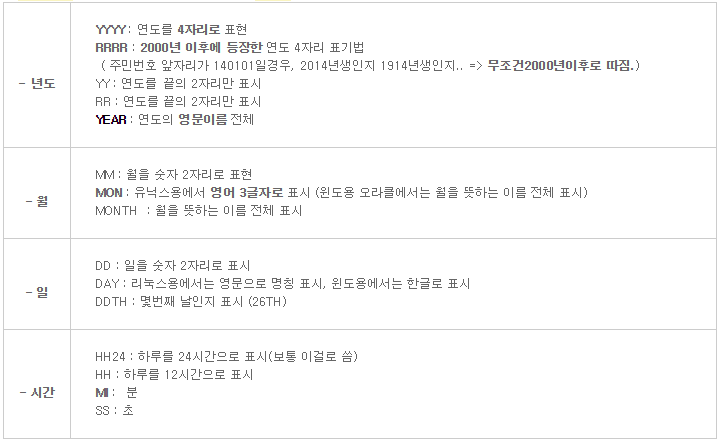 - 년도
YYYY : 연도를 4자리로 표현
RRRR : 2000년 이후에 등장한 연도 4자리 표기법
( 주민번호 앞자리가 140101일경우, 2014년생인지 1914년생인지.. => 무조건2000년이후로 따짐.)
YY : 연도를 끝의 2자리만 표시
RR : 연도를 끝의 2자리만 표시
YEAR : 연도의 영문이름 전체
- 월
MM : 월을 숫자 2자리로 표현
MON : 유닉스용에서 영어 3글자로 표시 (윈도용 오라클에서는 월을 뜻하는 이름 전체 표시)
MONTH : 월을 뜻하는 이름 전체 표시
- 일
DD : 일을 숫자 2자리로 표시
DAY : 리눅스용에서는 영문으로 명칭 표시, 윈도용에서는 한글로 표시
DDTH : 몇번째 날인지 표시 (26TH)
- 시간
HH24 : 하루를 24시간으로 표시(보통 이걸로 씀)
HH : 하루를 12시간으로 표시
MI : 분
SS : 초